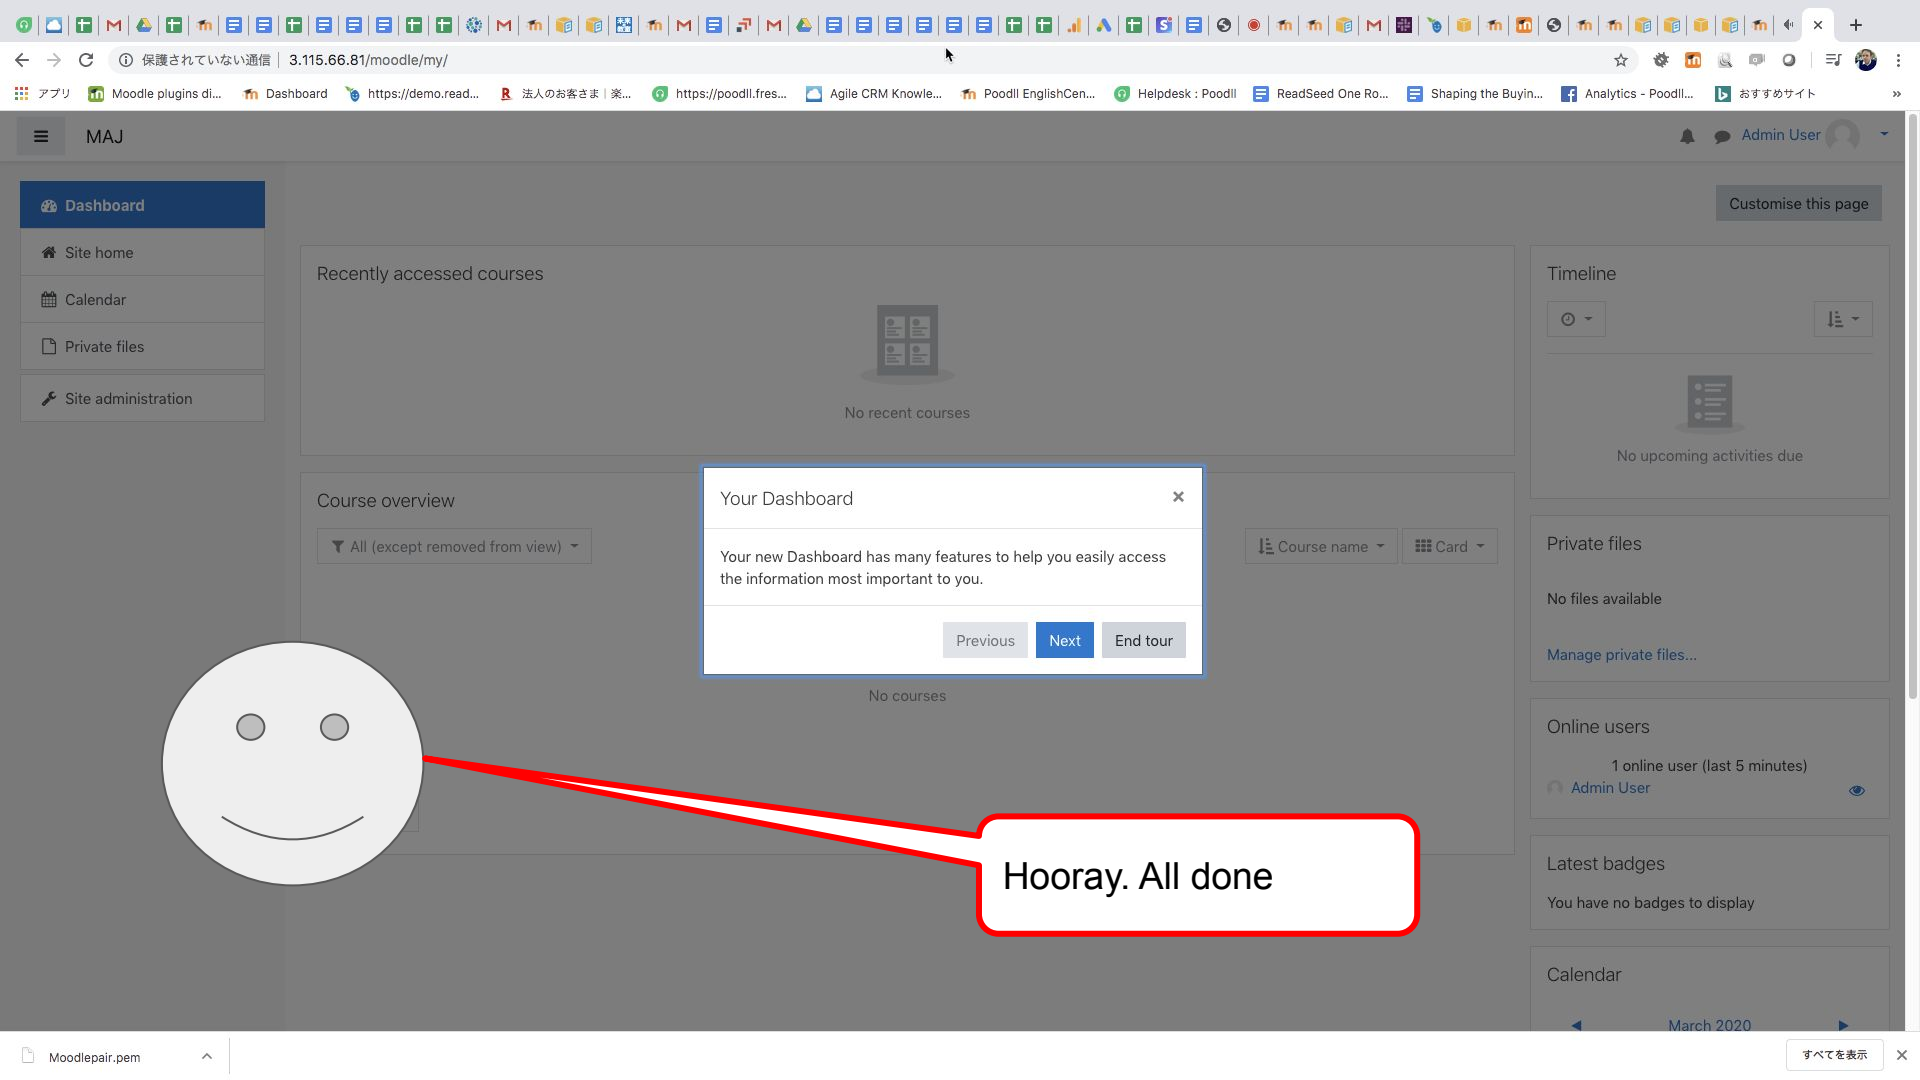 保護されていない通信 3.115.66.81/moodle/my/
アプリ Moodle plugins di... Dashboard https://demo.read... 法人のお客さま | 楽... https://poodll.fres... Agile CRM Knowle... Poodll EnglishCen... Helpdesk : Poodll ReadSeed One Ro... Shaping the Buyin... Analytics - Poodll... おすすめサイト »
MAJ Admin User
Dashboard
Customise this page
Site home
Calendar
Private files
Site administration
Recently accessed courses
No recent courses
Timeline
No upcoming activities due
Course overview
All (except removed from view) Course name Card
Your Dashboard ×
Your new Dashboard has many features to help you easily access
the information most important to you.
Previous Next End tour
No courses
Private files
No files available
Manage private files...
Online users
1 online user (last 5 minutes)
Admin User
Hooray. All done
Latest badges
You have no badges to display
Calendar
◀ March 2020 ▶
Moodlepair.pem
すべてを表示